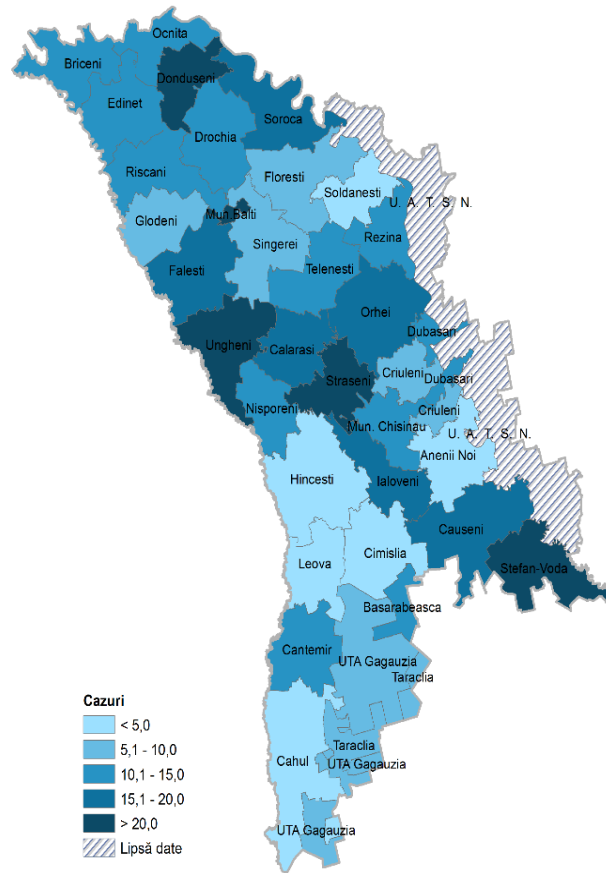 Ocnita
Briceni
Donduseni
Edinet
Soroca
Drochia
Riscani
Floresti
Soldanesti
U. A. T. S. N.
Glodeni
Mun.Balti
Rezina
Singerei
Telenesti
Falesti
Orhei
Dubasari
Ungheni
Calarasi
Straseni
Criuleni
Dubasari
Nisporeni
Criuleni
Mun. Chisinau
U. A. T. S. N.
Anenii Noi
Hincesti
Ialoveni
Causeni
Cimislia
Leova
Stefan-Voda
Basarabeasca
Cantemir
UTA Gagauzia
Taraclia
Cazuri
< 5,0
5,1 - 10,0
10,1 - 15,0
15,1 - 20,0
> 20,0
Lipsă date
Taraclia
Cahul
UTA Gagauzia
UTA Gagauzia